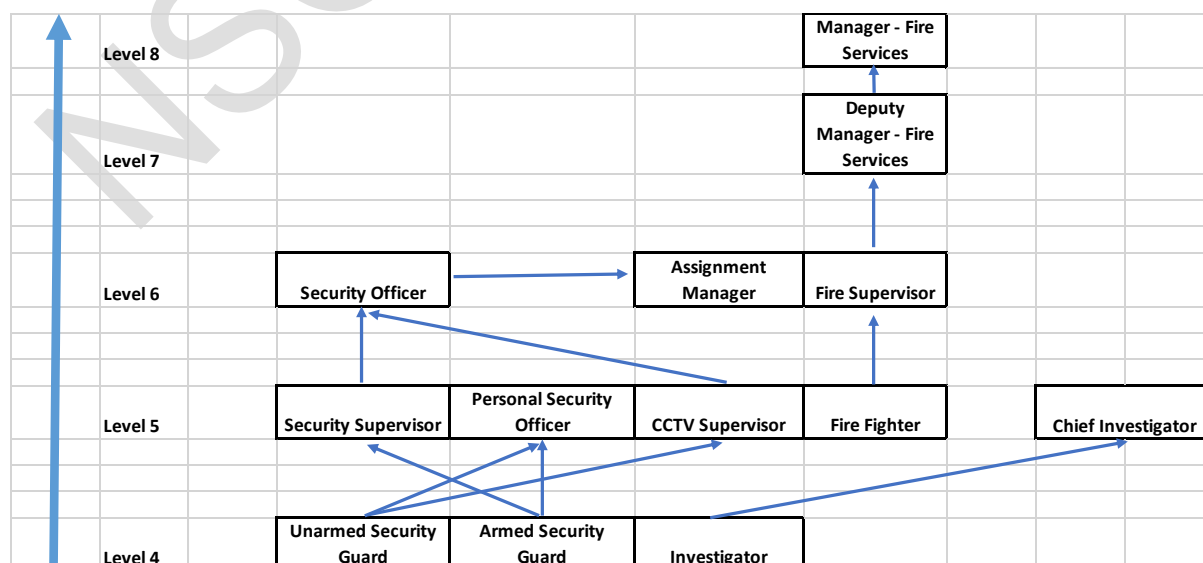 Manager - Fire
Services
Level 8
Deputy
Manager - Fire
Services
Level 7
Assignment
Manager
Security Officer
Fire Supervisor
Level 6
Personal Security
Officer
Security Supervisor
CCTV Supervisor
Fire Fighter
Chief Investigator
Level 5
Unarmed Security
Guard
Armed Security
Guard
Investigator
Level 4